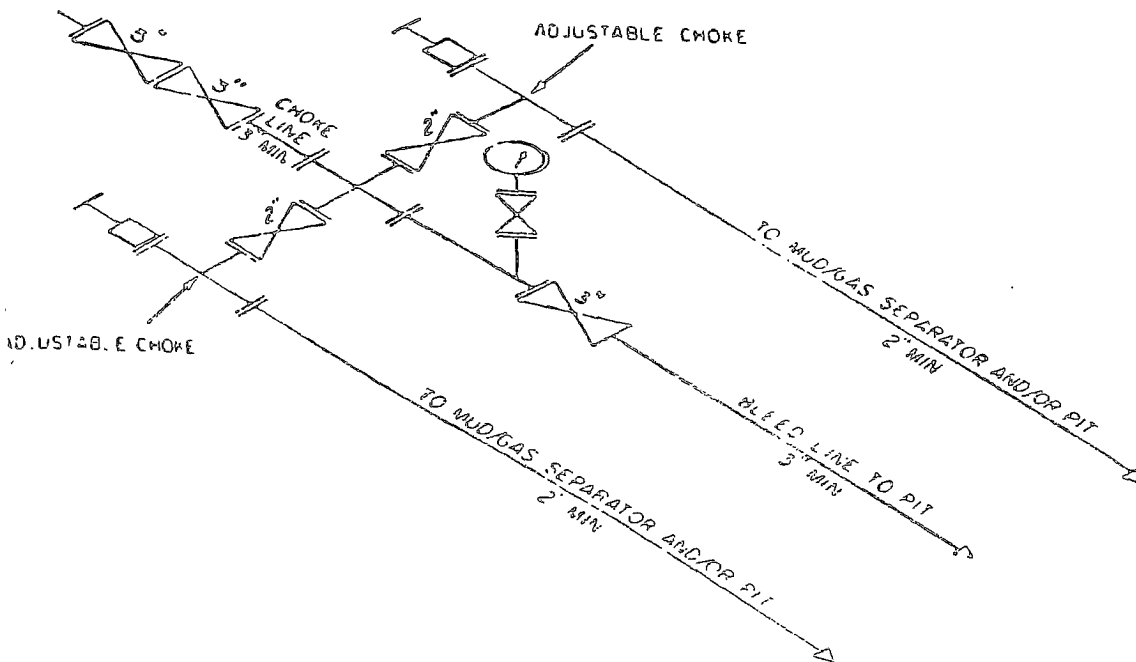 3"
3"
ADJUSTABLE CHOKE
CHOKE
LINE
3" MIN
2"
P
2"
TO MUD/GAS SEPARATOR AND/OR PIT
2" MIN
3"
ADJUSTABLE CHOKE
BLEED LINE TO PIT
3" MIN
TO MUD/GAS SEPARATOR AND/OR PIT
2" MIN